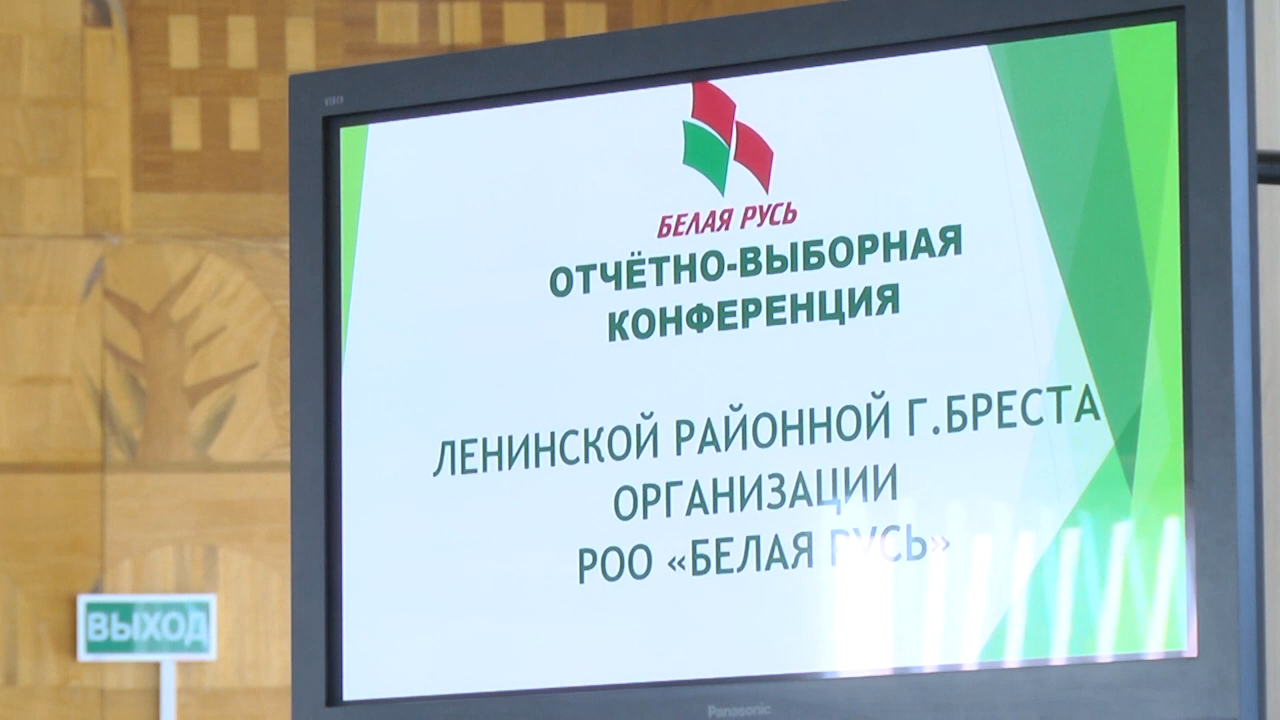 БЕЛАЯ РУСЬ
ОТЧЁТНО-ВЫБОРНАЯ
КОНФЕРЕНЦИЯ
ЛЕНИНСКОЙ РАЙОННОЙ Г.БРЕСТА
ОРГАНИЗАЦИИ
РОО «БЕЛАЯ РУСЬ»
ВЫХОД
Panasonic